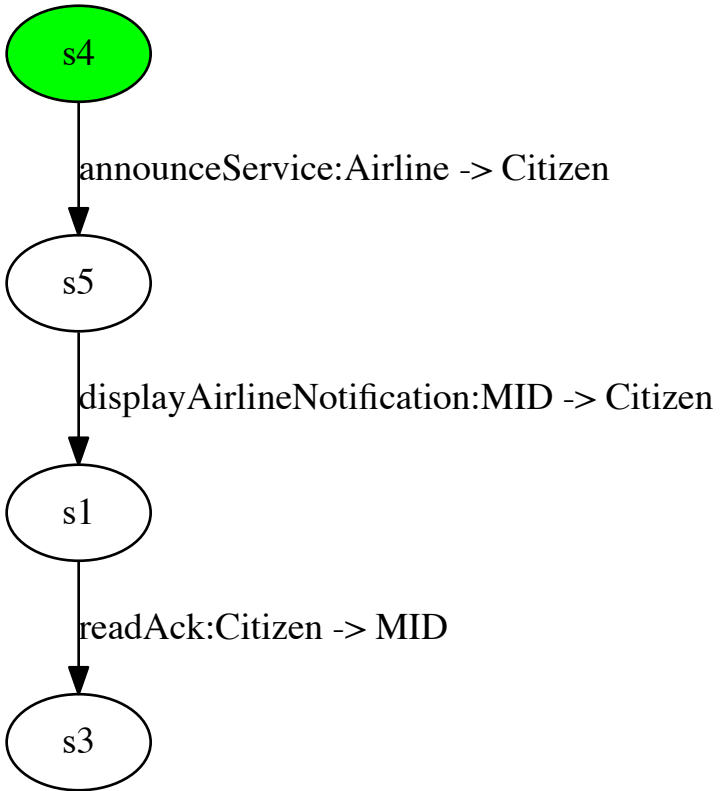 s4
announceService:Airline -> Citizen
s5
displayAirlineNotification:MID -> Citizen
s1
readAck:Citizen -> MID
s3